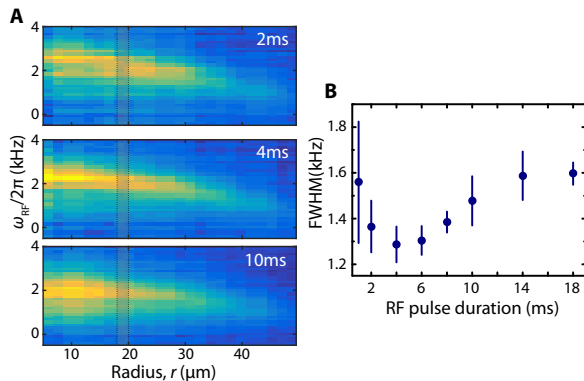 A
2ms
4
2
0
4ms
4
2
0
10ms
4
2
0
ω_RF/2π (kHz)
10 20 30 40
Radius, r (μm)
B
1.8
1.6
1.4
1.2
FWHM(kHz)
2 6 10 14 18
RF pulse duration (ms)